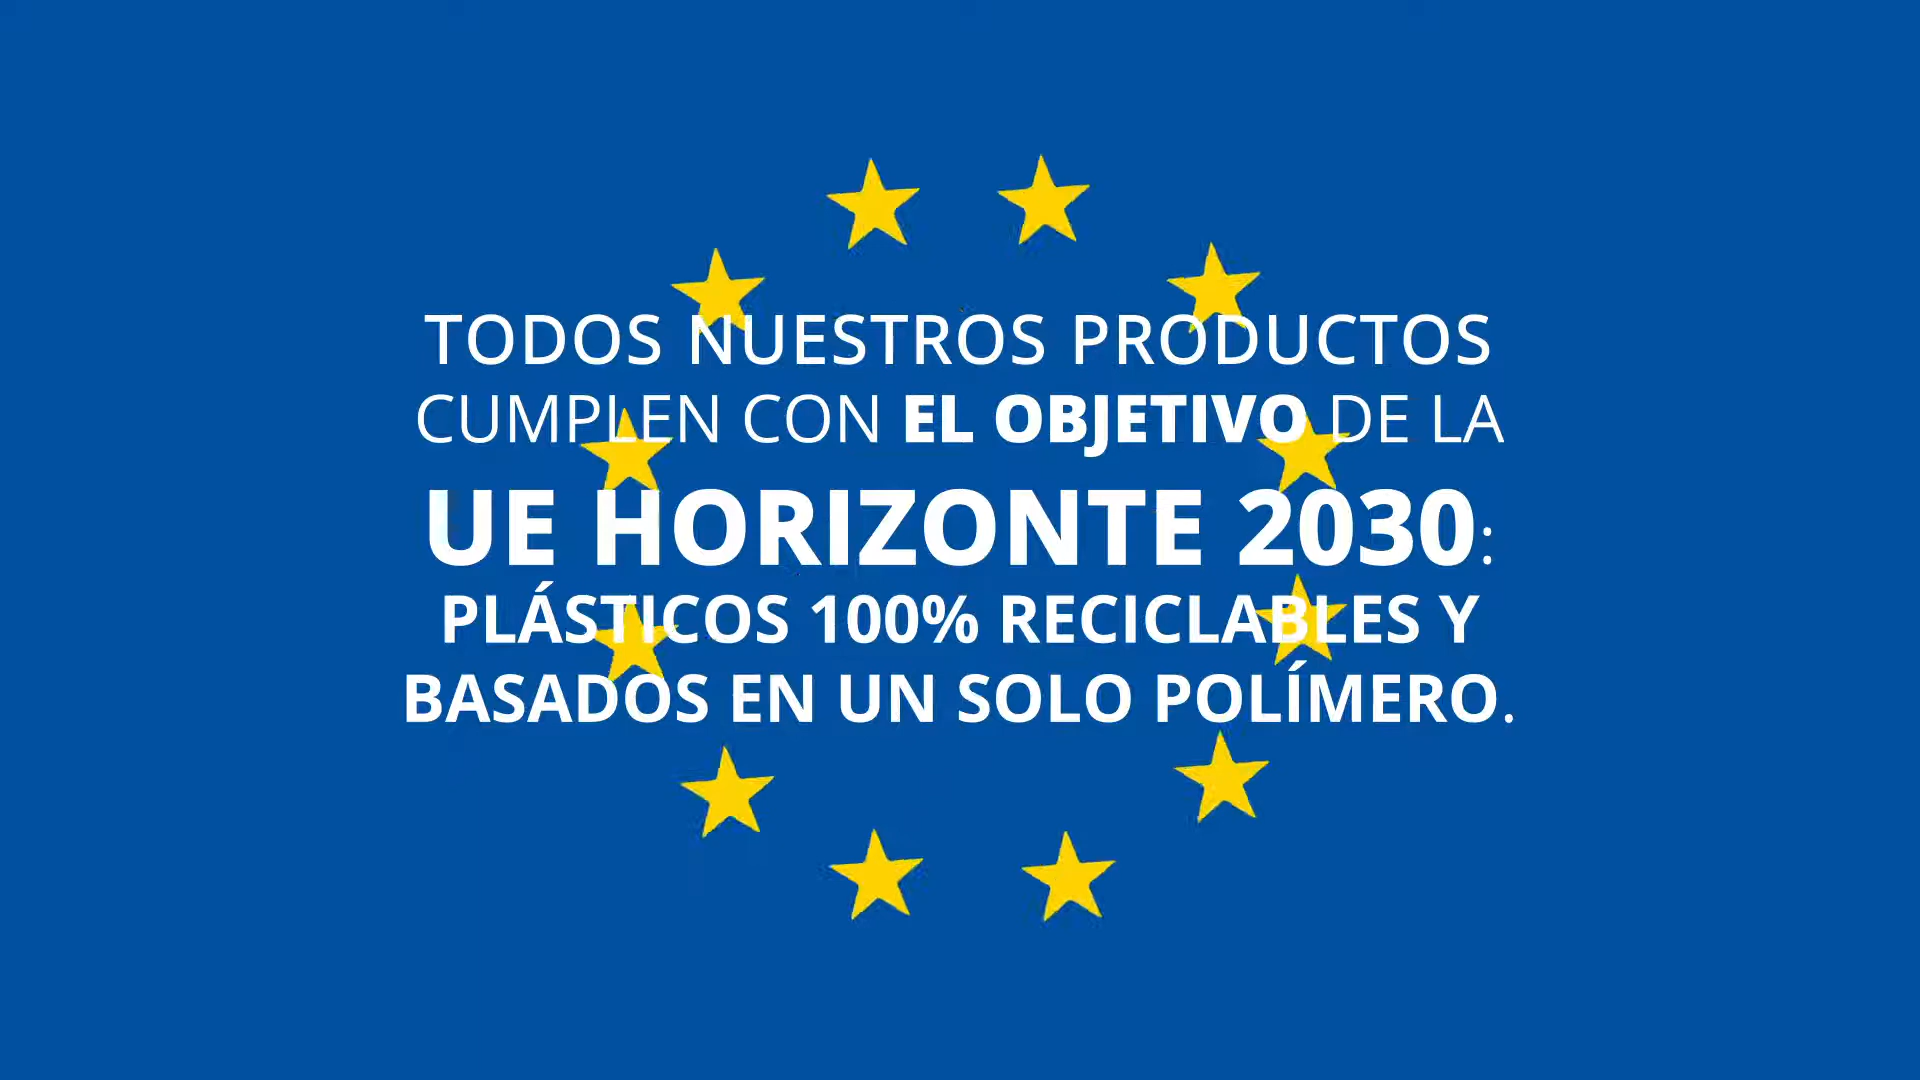 TODOS NUESTROS PRODUCTOS
CUMPLEN CON EL OBJETIVO DE LA
UE HORIZONTE 2030:
PLÁSTICOS 100% RECICLABLES Y
BASADOS EN UN SOLO POLÍMERO.